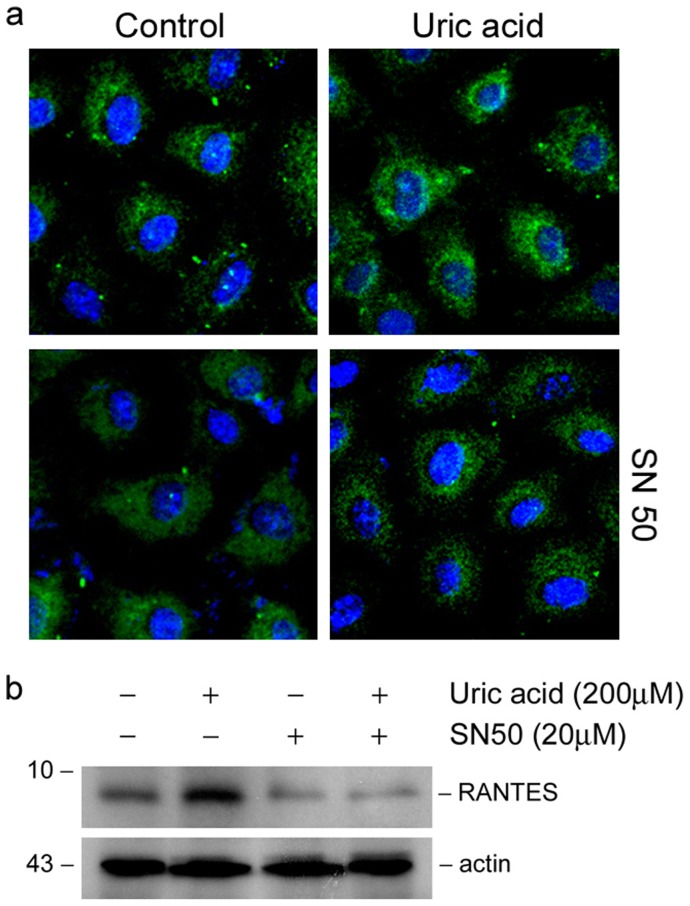 a
Control Uric acid
SN 50
b
– + – + Uric acid (200μM)
– – + + SN50 (20μM)
10 –
– RANTES
43 – – actin